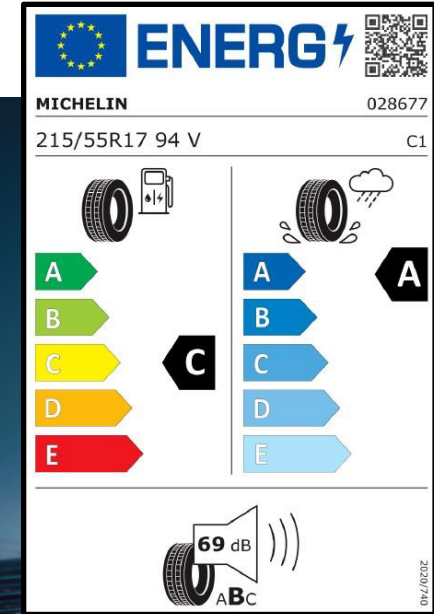 ENERG
MICHELIN 028677
215/55R17 94 V C1
A A A
B B
C C C
D D
E E
69 dB
ABC
2020/740